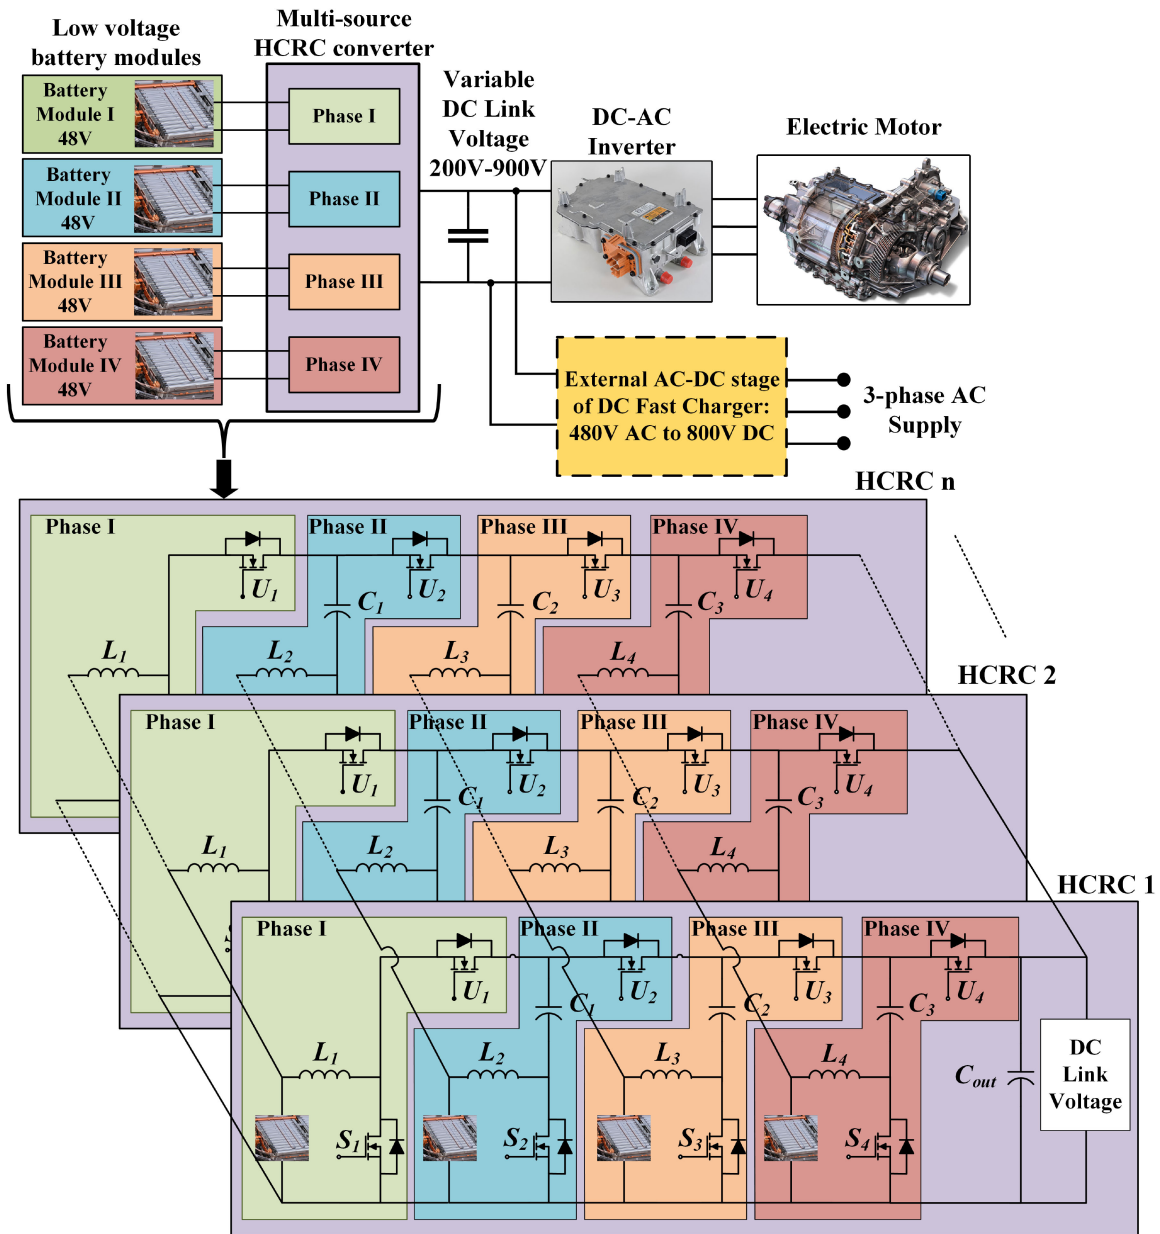 Low voltage
battery modules
Multi-source
HCRC converter
Battery
Module I
48V
Battery
Module II
48V
Battery
Module III
48V
Battery
Module IV
48V
Phase I
Phase II
Phase III
Phase IV
Variable
DC Link
Voltage
200V-900V
DC-AC
Inverter
Electric Motor
External AC-DC stage
of DC Fast Charger:
480V AC to 800V DC
3-phase AC
Supply
HCRC n
Phase I
Phase II
Phase III
Phase IV
U1
U2
U3
U4
C1
C2
C3
L1
L2
L3
L4
HCRC 2
Phase I
Phase II
Phase III
Phase IV
U1
U2
U3
U4
C1
C2
C3
L1
L2
L3
L4
HCRC 1
Phase I
Phase II
Phase III
Phase IV
U1
U2
U3
U4
C1
C2
C3
L1
L2
L3
L4
S1
S2
S3
S4
Cout
DC
Link
Voltage